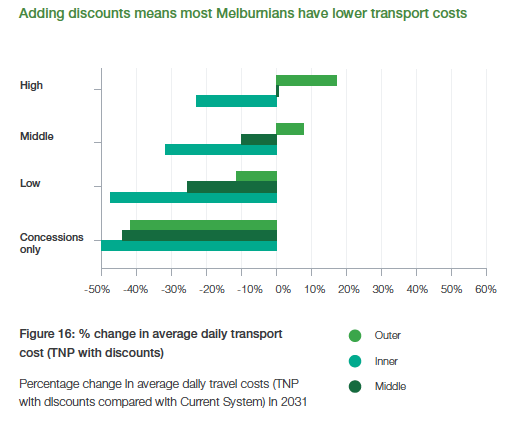 Adding discounts means most Melburnians have lower transport costs
High
Middle
Low
Concessions
only
-50% -40% -30% -20% -10% 0% 10% 20% 30% 40% 50% 60%
Figure 16: % change in average daily transport
cost (TNP with discounts)
Percentage change in average daily travel costs (TNP
with discounts compared with Current System) in 2031
Outer
Inner
Middle